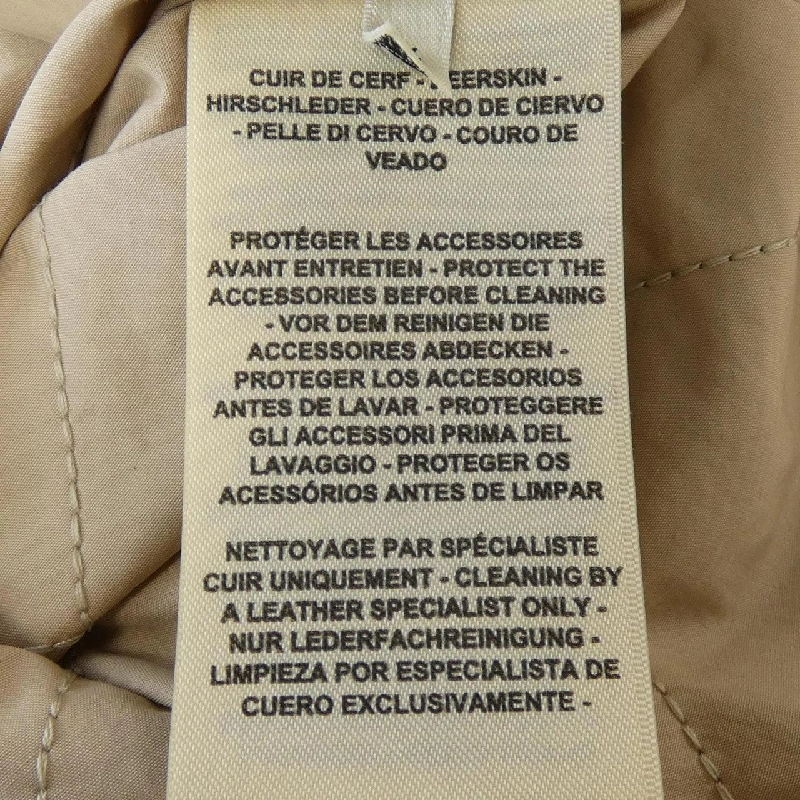 CUIR DE CERF - EERSKIN -
HIRSCHLEDER - CUERO DE CIERVO
- PELLE DI CERVO - COURO DE
VEADO
PROTÉGER LES ACCESSOIRES
AVANT ENTRETIEN - PROTECT THE
ACCESSORIES BEFORE CLEANING
- VOR DEM REINIGEN DIE
ASSESSOIRES ABDECKEN -
PROTEGER LOS ACCESORIOS
ANTES DE LAVAR - PROTEGGERE
GLI ACCESSORI PRIMA DEL
LAVAGGIO - PROTEGER OS
ACESSÓRIOS ANTES DE LIMPAR
NETTOYAGE PAR SPÉCIALISTE
CUIR UNIQUEMENT - CLEANING BY
A LEATHER SPECIALIST ONLY -
NUR LEDERFACHREINIGUNG -
LIMPIEZA POR ESPECIALISTA DE
CUERO EXCLUSIVAMENTE -